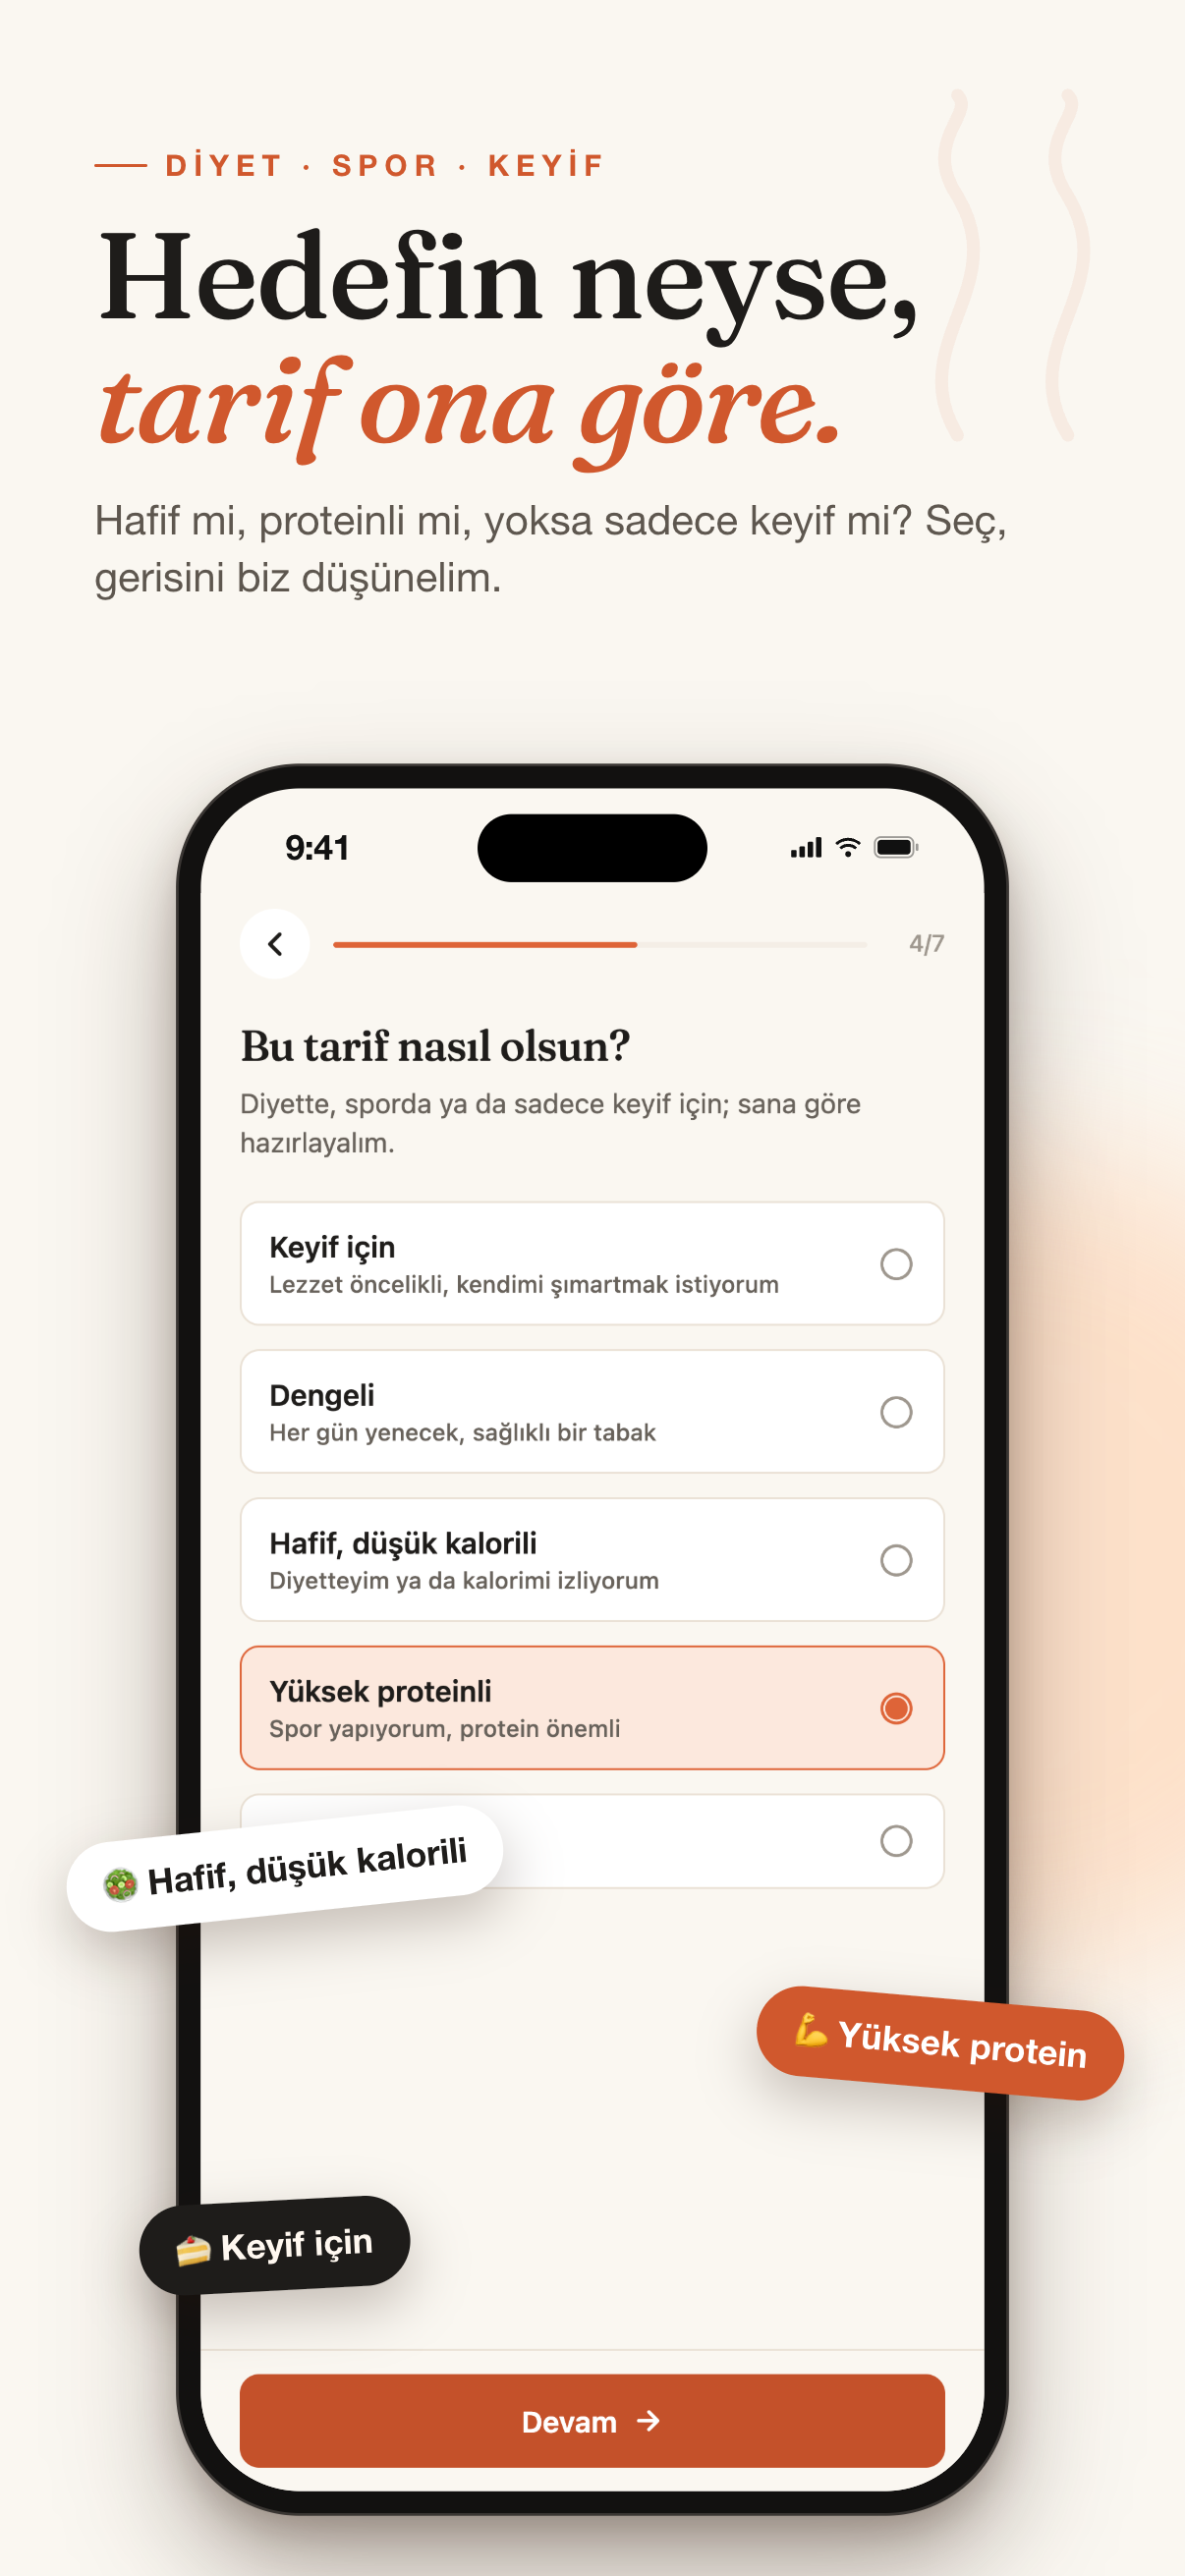 DİYET · SPOR · KEYİF
Hedefin neyse,
tarif ona göre.
Hafif mi, proteinli mi, yoksa sadece keyif mi? Seç,
gerisini biz düşünelim.
9:41
4/7
Bu tarif nasıl olsun?
Diyette, sporda ya da sadece keyif için; sana göre
hazırlayalım.
Keyif için
Lezzet öncelikli, kendimi şımartmak istiyorum
Dengeli
Her gün yenecek, sağlıklı bir tabak
Hafif, düşük kalorili
Diyetteyim ya da kalorimi izliyorum
Yüksek proteinli
Spor yapıyorum, protein önemli
🥗 Hafif, düşük kalorili
💪 Yüksek protein
🍰 Keyif için
Devam →